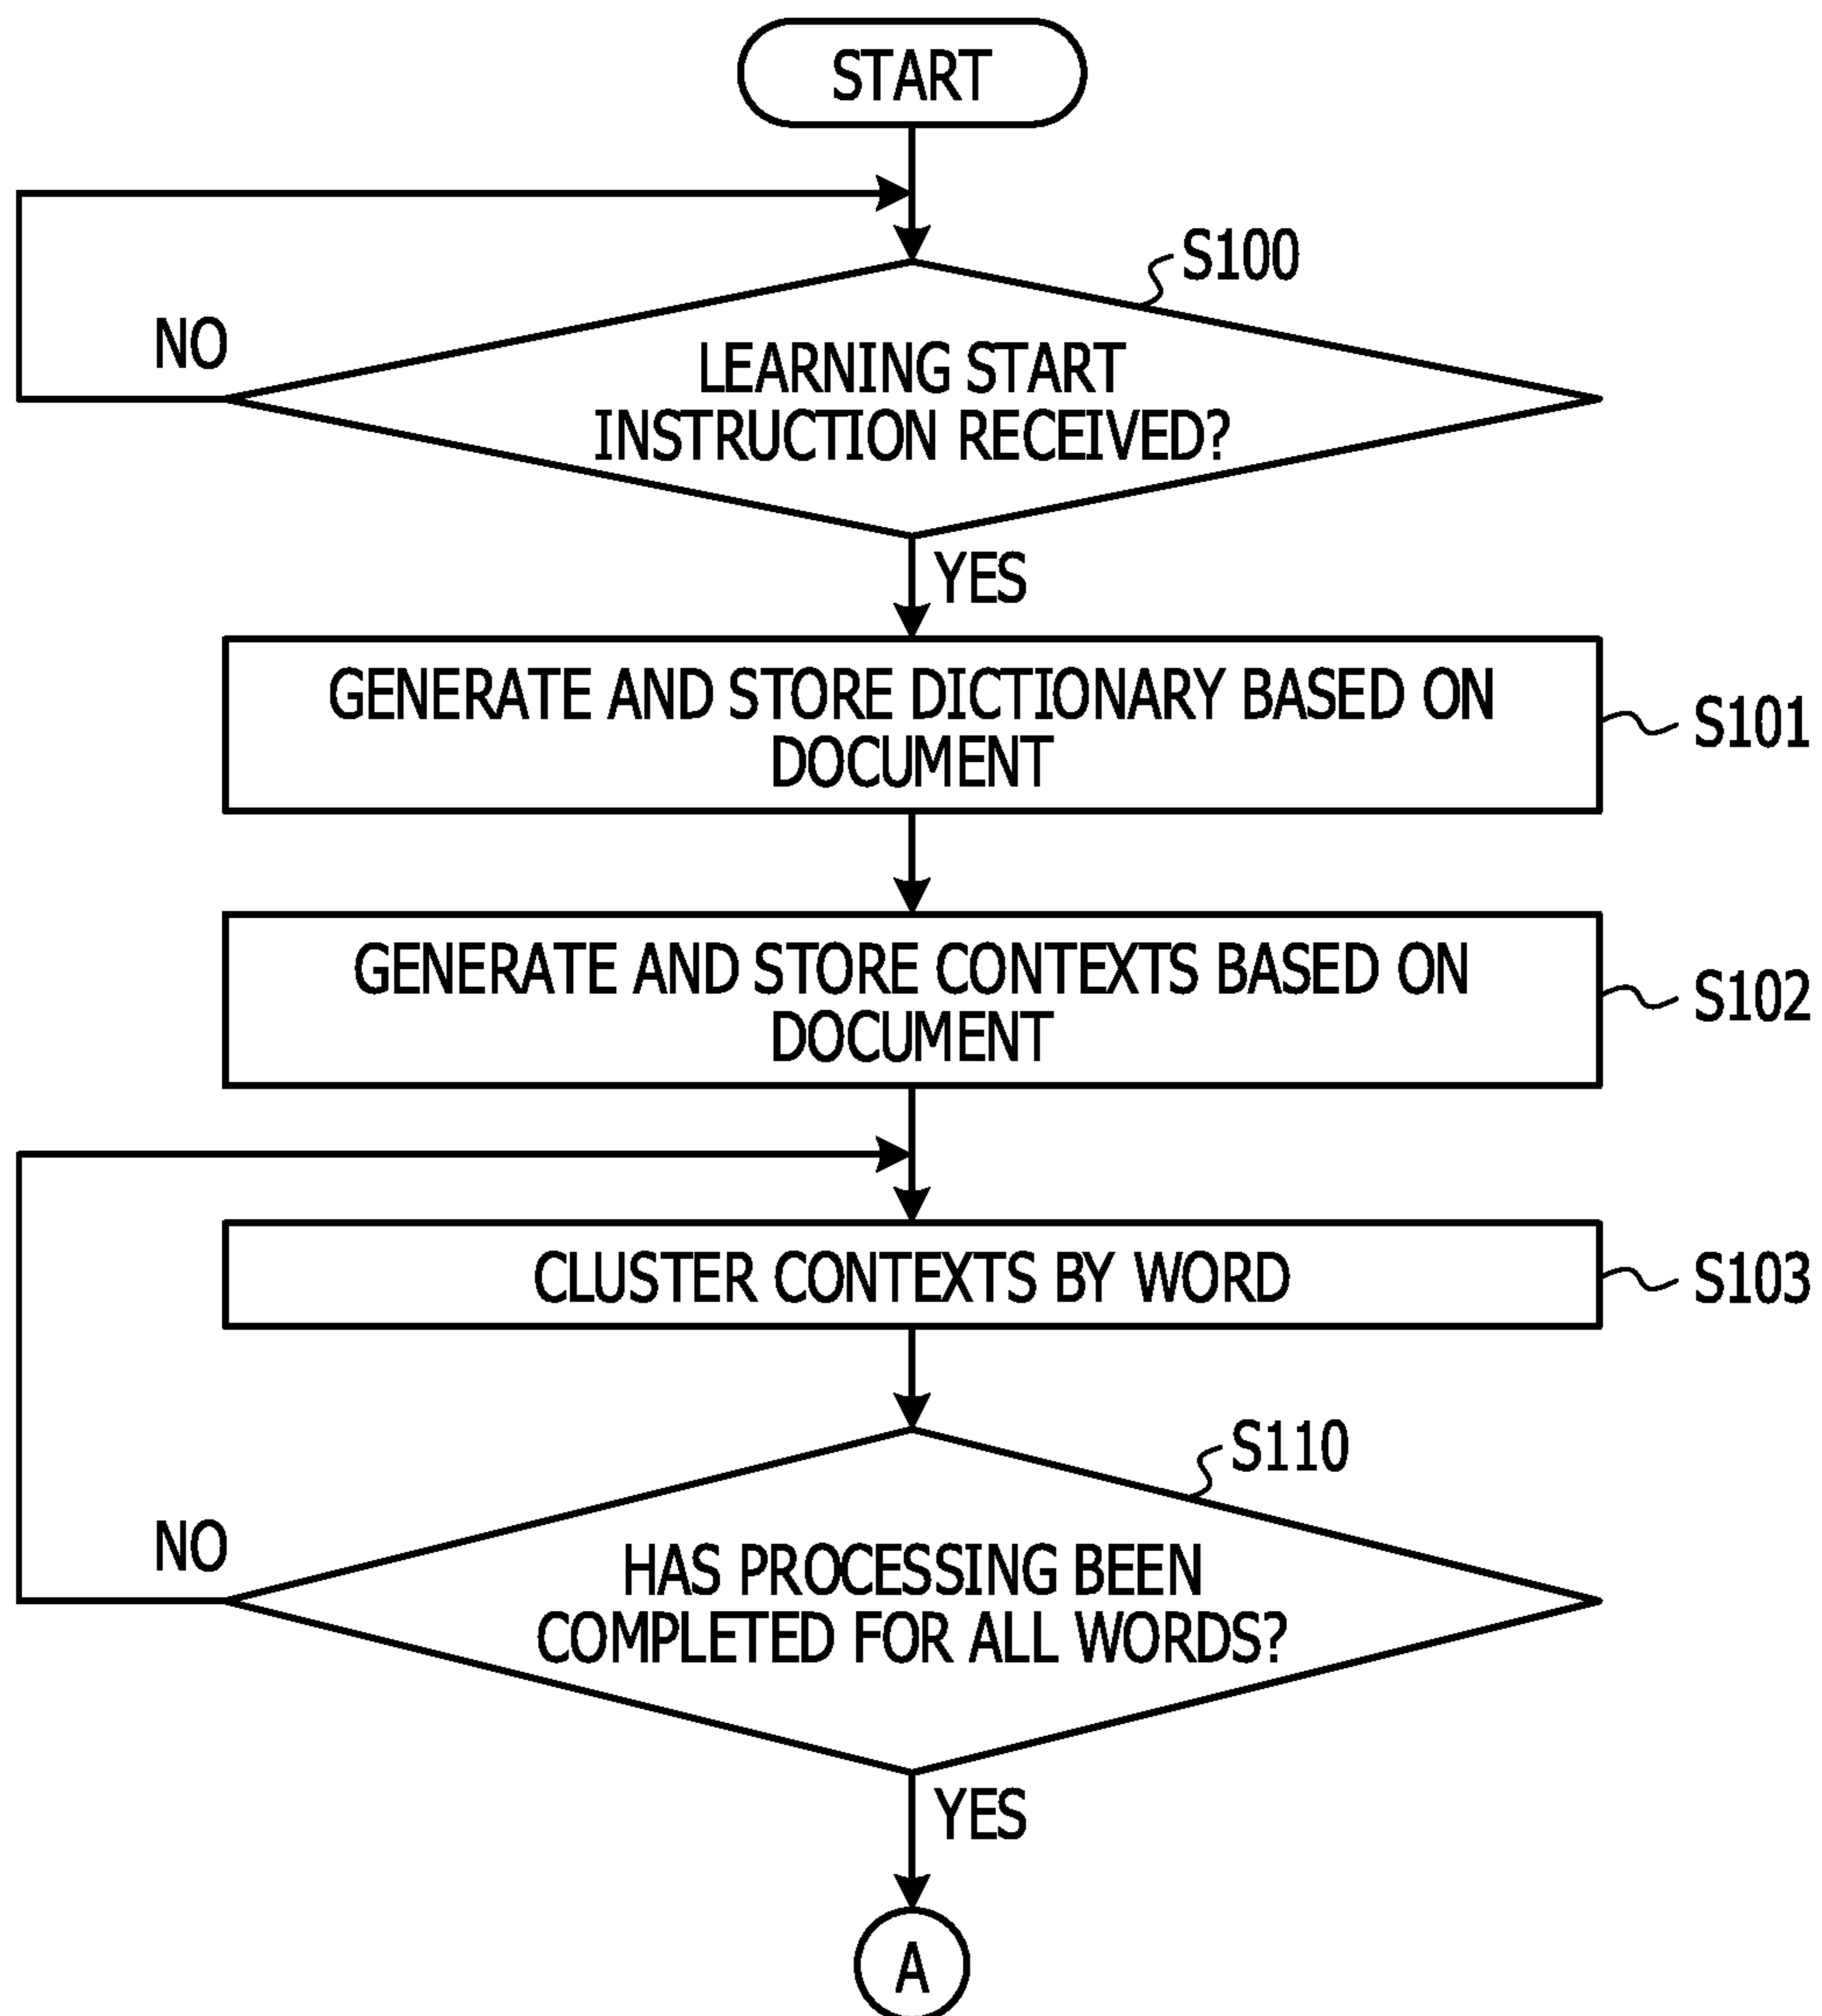 START
S100
NO
LEARNING START
INSTRUCTION RECEIVED?
YES
GENERATE AND STORE DICTIONARY BASED ON
DOCUMENT
S101
GENERATE AND STORE CONTEXTS BASED ON
DOCUMENT
S102
CLUSTER CONTEXTS BY WORD
S103
S110
NO
HAS PROCESSING BEEN
COMPLETED FOR ALL WORDS?
YES
A